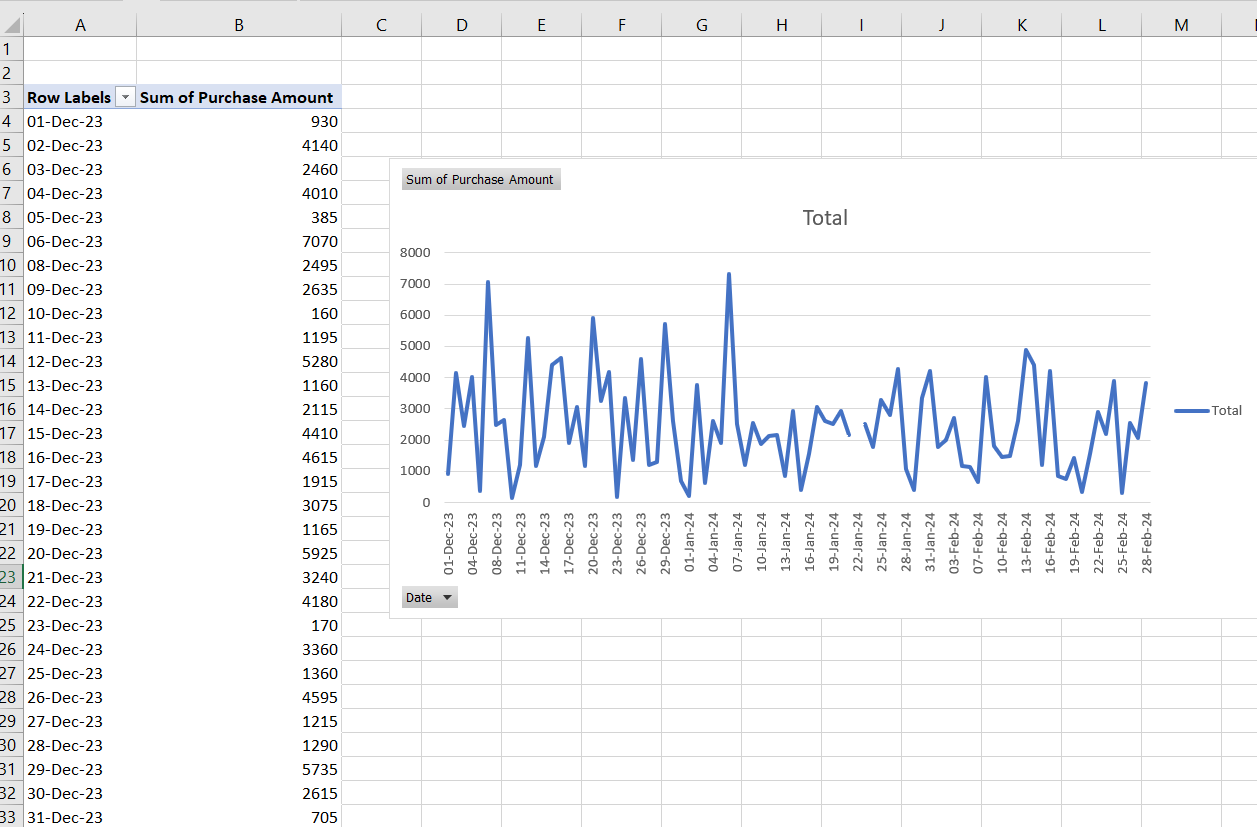 A B C D E F G H I J K L M
1
2
3 Row Labels Sum of Purchase Amount
4 01-Dec-23 930
5 02-Dec-23 4140
6 03-Dec-23 2460
7 04-Dec-23 4010
8 05-Dec-23 385
9 06-Dec-23 7070
10 08-Dec-23 2495
11 09-Dec-23 2635
12 10-Dec-23 160
13 11-Dec-23 1195
14 12-Dec-23 5280
15 13-Dec-23 1160
16 14-Dec-23 2115
17 15-Dec-23 4410
18 16-Dec-23 4615
19 17-Dec-23 1915
20 18-Dec-23 3075
21 19-Dec-23 1165
22 20-Dec-23 5925
23 21-Dec-23 3240
24 22-Dec-23 4180
25 23-Dec-23 170
26 24-Dec-23 3360
27 25-Dec-23 1360
28 26-Dec-23 4595
29 27-Dec-23 1215
30 28-Dec-23 1290
31 29-Dec-23 5735
32 30-Dec-23 2615
33 31-Dec-23 705
Sum of Purchase Amount
Total
8000
7000
6000
5000
4000
3000
2000
1000
0
01-Dec-23
04-Dec-23
08-Dec-23
11-Dec-23
14-Dec-23
17-Dec-23
20-Dec-23
23-Dec-23
26-Dec-23
29-Dec-23
01-Jan-24
04-Jan-24
07-Jan-24
10-Jan-24
13-Jan-24
16-Jan-24
19-Jan-24
22-Jan-24
25-Jan-24
28-Jan-24
31-Jan-24
03-Feb-24
07-Feb-24
10-Feb-24
13-Feb-24
16-Feb-24
19-Feb-24
22-Feb-24
25-Feb-24
28-Feb-24
Total
Date